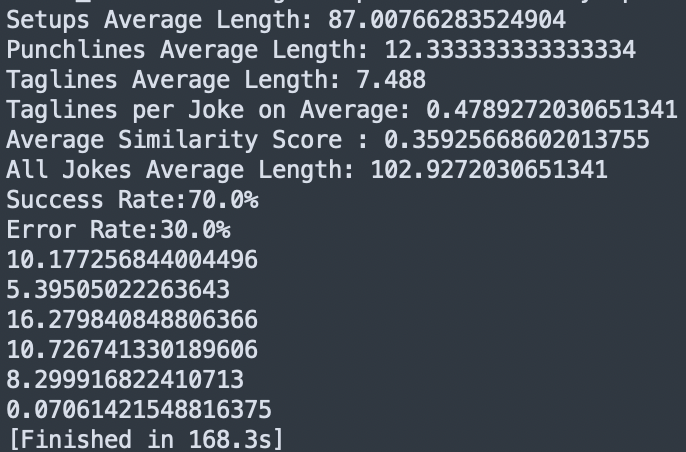 Setups Average Length: 87.00766283524904
Punchlines Average Length: 12.333333333333334
Taglines Average Length: 7.488
Taglines per Joke on Average: 0.4789272030651341
Average Similarity Score : 0.35925668602013755
All Jokes Average Length: 102.9272030651341
Success Rate:70.0%
Error Rate:30.0%
10.177256844004496
5.39505022263643
16.279840848806366
10.726741330189606
8.299916822410713
0.07061421548816375
[Finished in 168.3s]